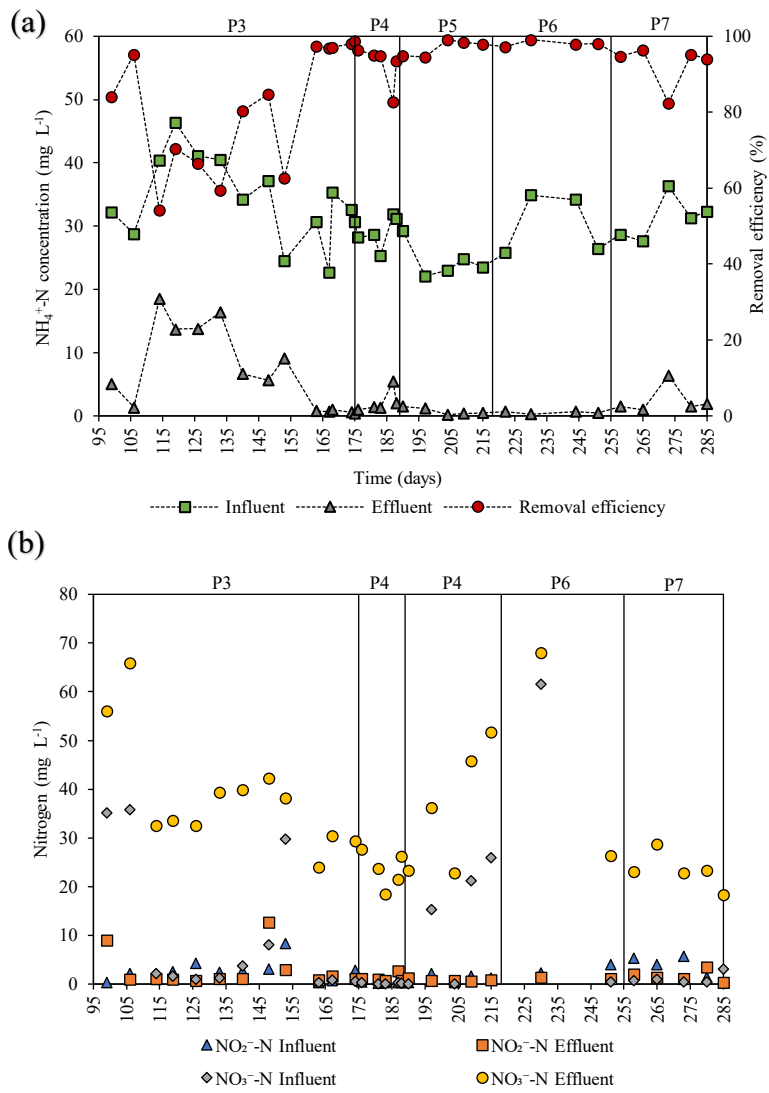 (a)
P3 P4 P5 P6 P7
60 100
50 80
40 60
30 40
20 20
10
0 0
NH₄⁺-N concentration (mg L⁻¹)
Removal efficiency (%)
95 105 115 125 135 145 155 165 175 185 195 205 215 225 235 245 255 265 275 285
Time (days)
Influent Effluent Removal efficiency
(b)
P3 P4 P4 P6 P7
80
70
60
50
40
30
20
10
0
Nitrogen (mg L⁻¹)
95 105 115 125 135 145 155 165 175 185 195 205 215 225 235 245 255 265 275 285
NO₂⁻-N Influent NO₂⁻-N Effluent
NO₃⁻-N Influent NO₃⁻-N Effluent